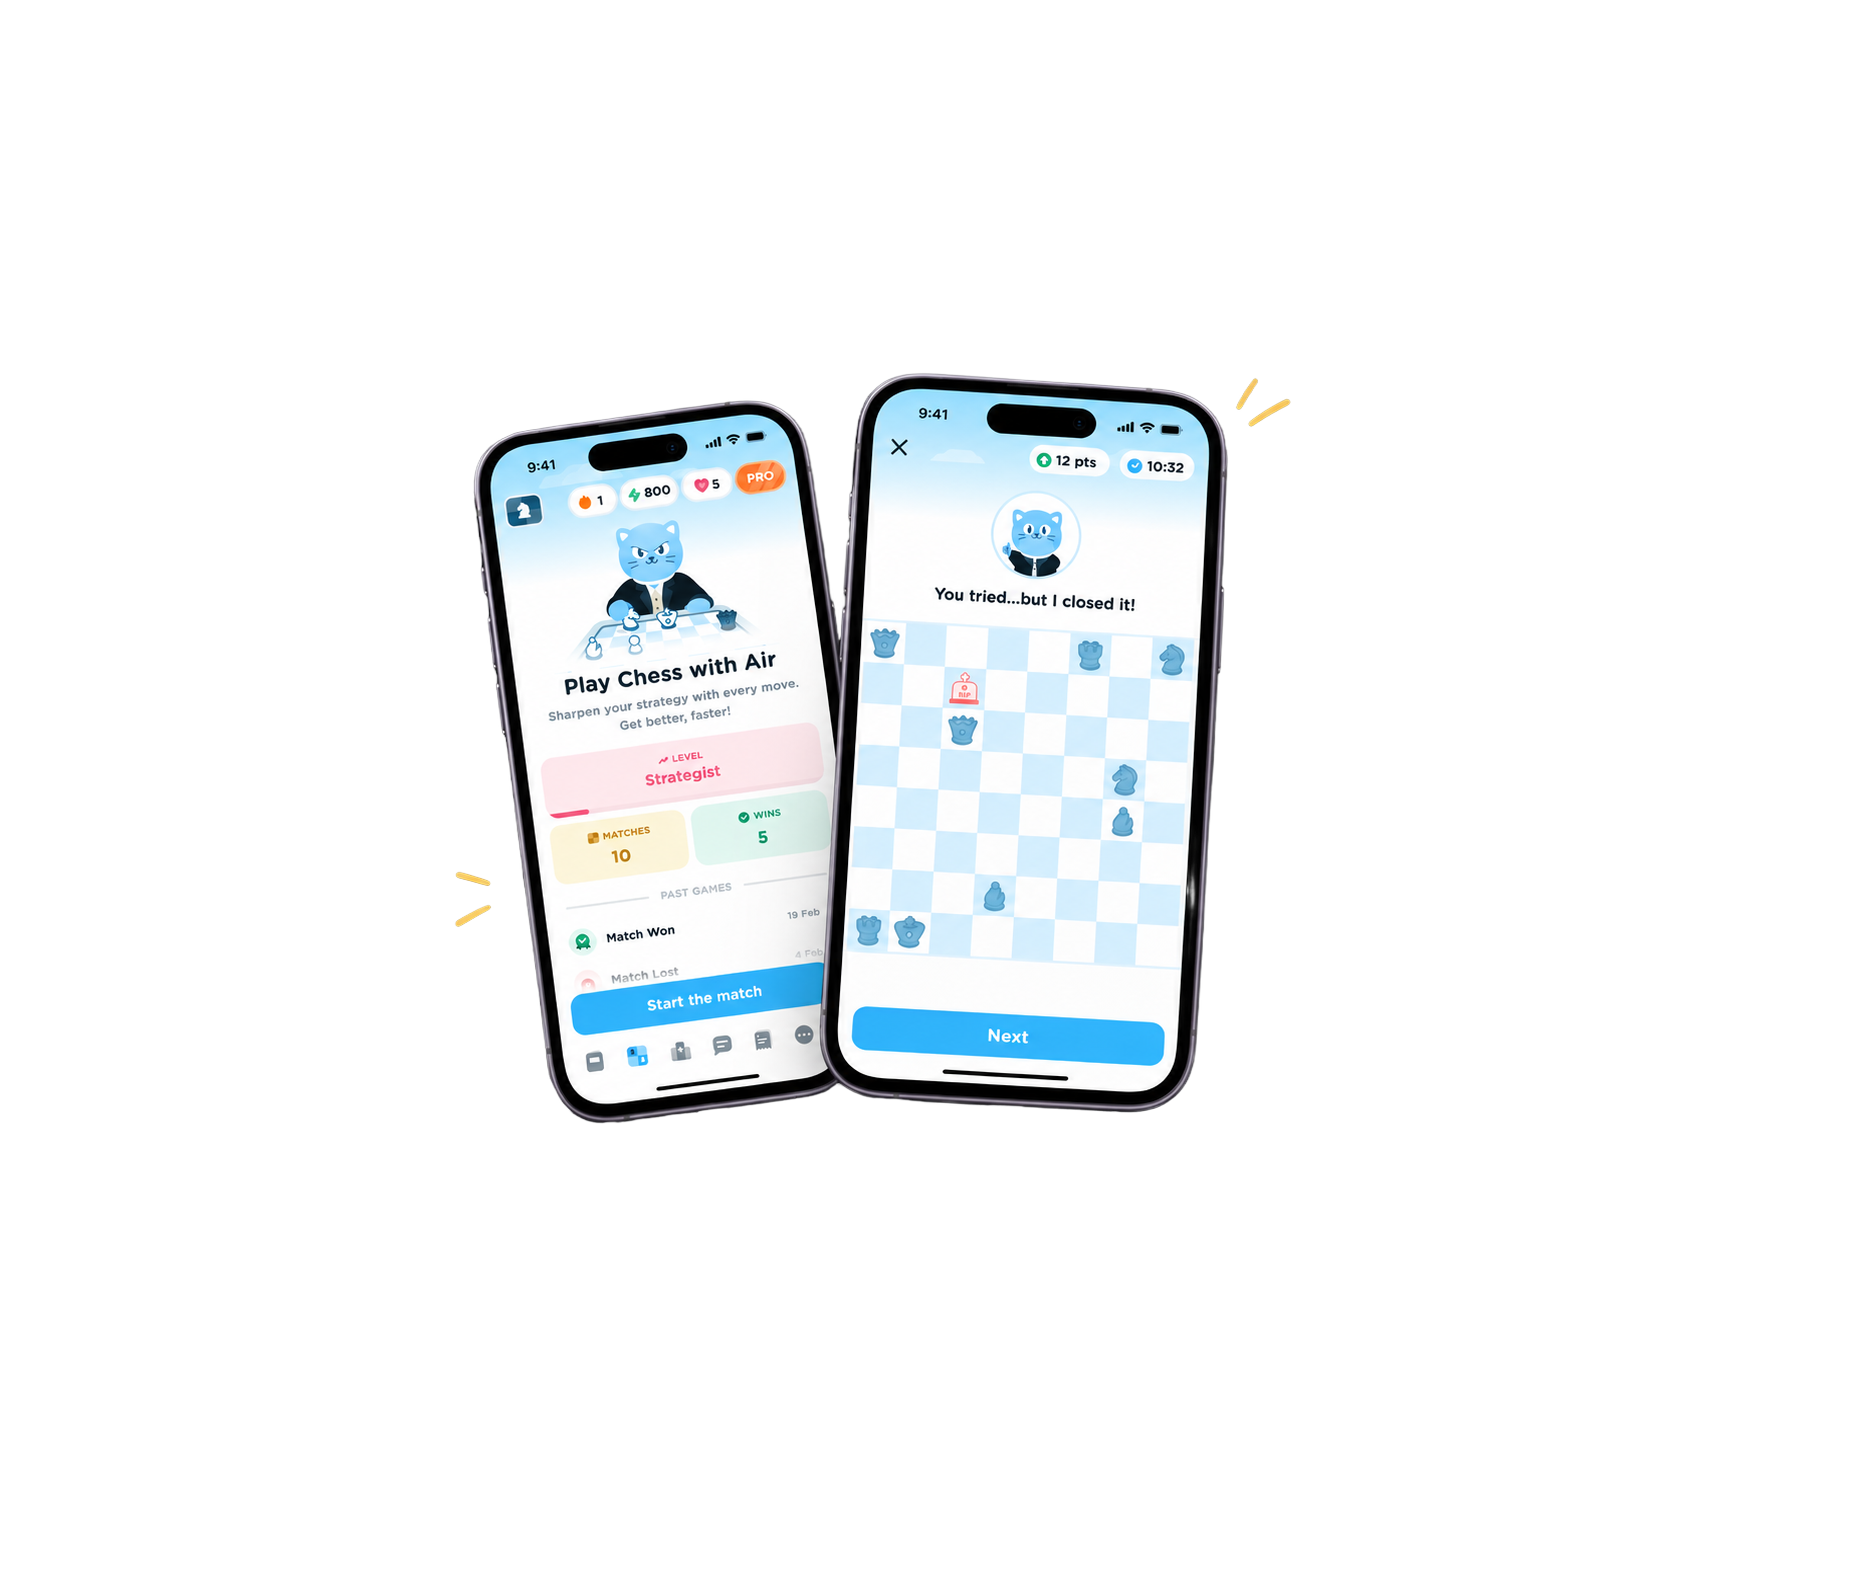 9:41
1
800
5
PRO
Play Chess with Air
Sharpen your strategy with every move.
Get better, faster!
LEVEL
Strategist
MATCHES
10
WINS
5
PAST GAMES
19 Feb
Match Won
4 Feb
Match Lost
Start the match
9:41
12 pts
10:32
You tried...but I closed it!
RIP
Next